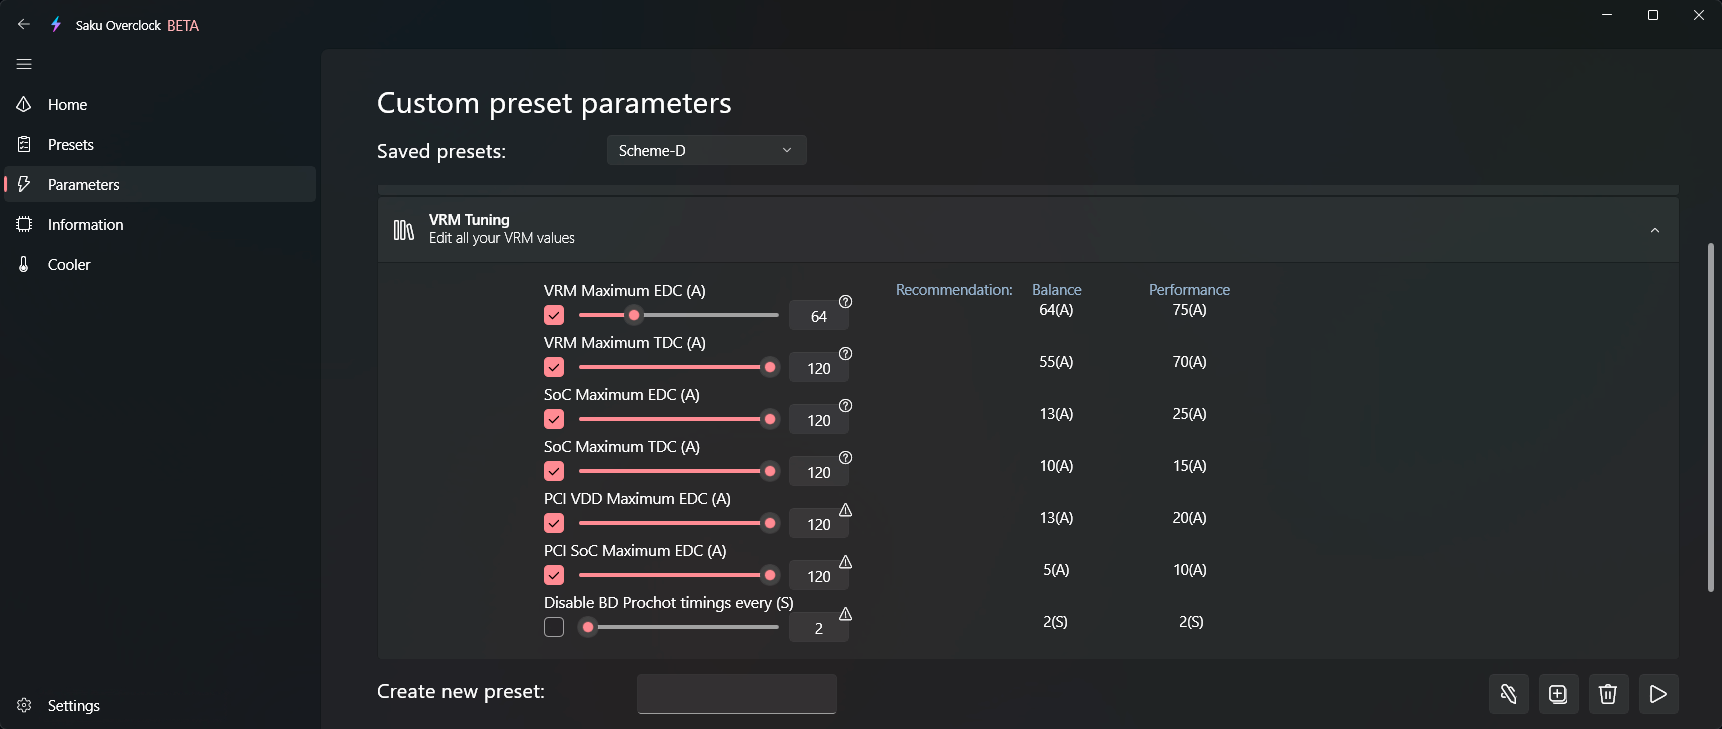 Saku Overclock BETA
Home
Presets
Parameters
Information
Cooler
Settings
Custom preset parameters
Saved presets: Scheme-D
VRM Tuning
Edit all your VRM values
Recommendation: Balance Performance
VRM Maximum EDC (A)
64 64(A) 75(A)
VRM Maximum TDC (A)
120 55(A) 70(A)
SoC Maximum EDC (A)
120 13(A) 25(A)
SoC Maximum TDC (A)
120 10(A) 15(A)
PCI VDD Maximum EDC (A)
120 13(A) 20(A)
PCI SoC Maximum EDC (A)
120 5(A) 10(A)
Disable BD Prochot timings every (S)
2 2(S) 2(S)
Create new preset: